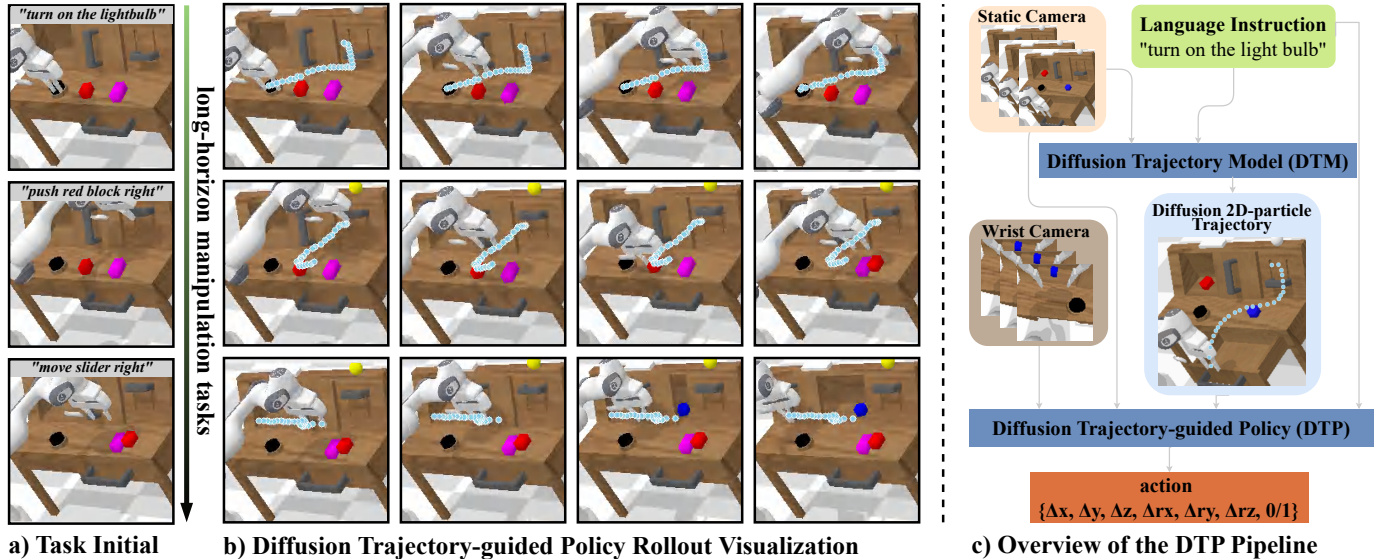 "turn on the lightbulb"
"push red block right"
"move slider right"
long-horizon manipulation tasks
a) Task Initial
b) Diffusion Trajectory-guided Policy Rollout Visualization
Static Camera
Language Instruction
"turn on the light bulb"
Diffusion Trajectory Model (DTM)
Wrist Camera
Diffusion 2D-particle
Trajectory
Diffusion Trajectory-guided Policy (DTP)
action
{Δx, Δy, Δz, Δrx, Δry, Δrz, 0/1}
c) Overview of the DTP Pipeline